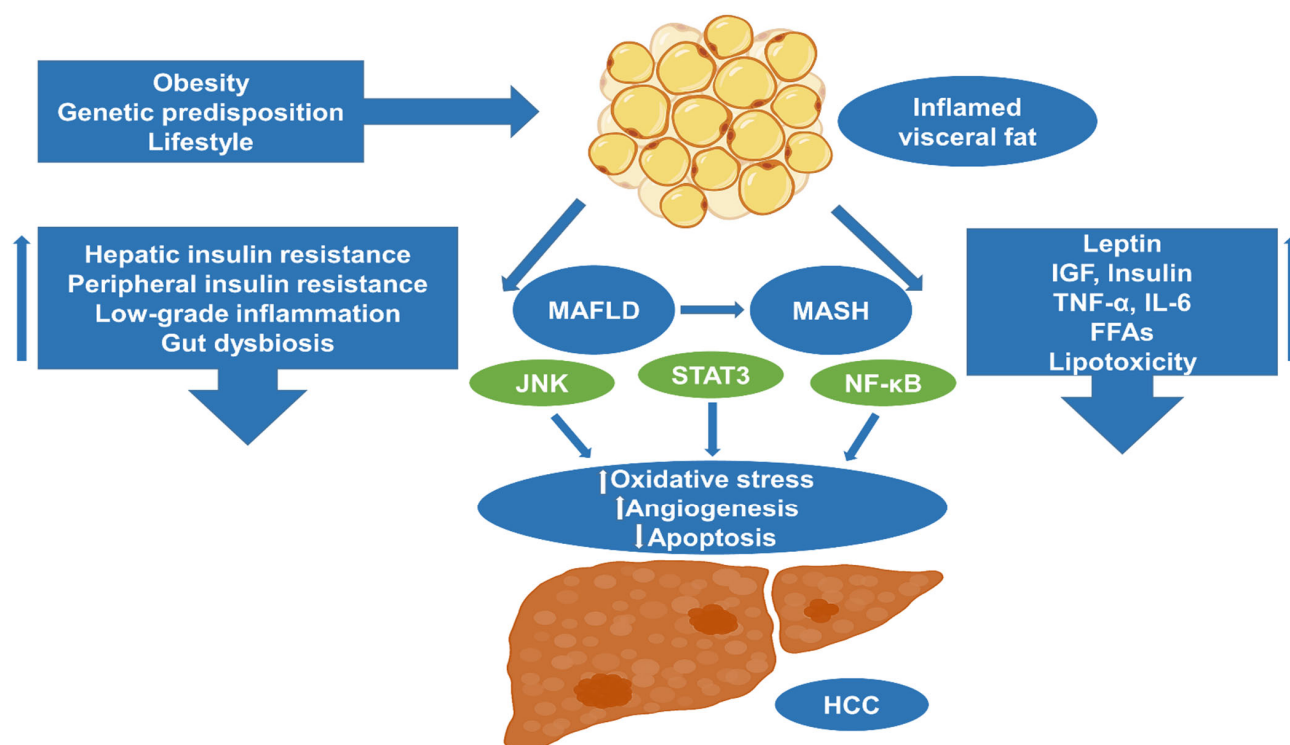 Obesity
Genetic predisposition
Lifestyle
Inflamed
visceral fat
Hepatic insulin resistance
Peripheral insulin resistance
Low-grade inflammation
Gut dysbiosis
MAFLD
MASH
Leptin
IGF, Insulin
TNF-α, IL-6
FFAs
Lipotoxicity
JNK
STAT3
NF-κB
↑Oxidative stress
↑Angiogenesis
↓Apoptosis
HCC